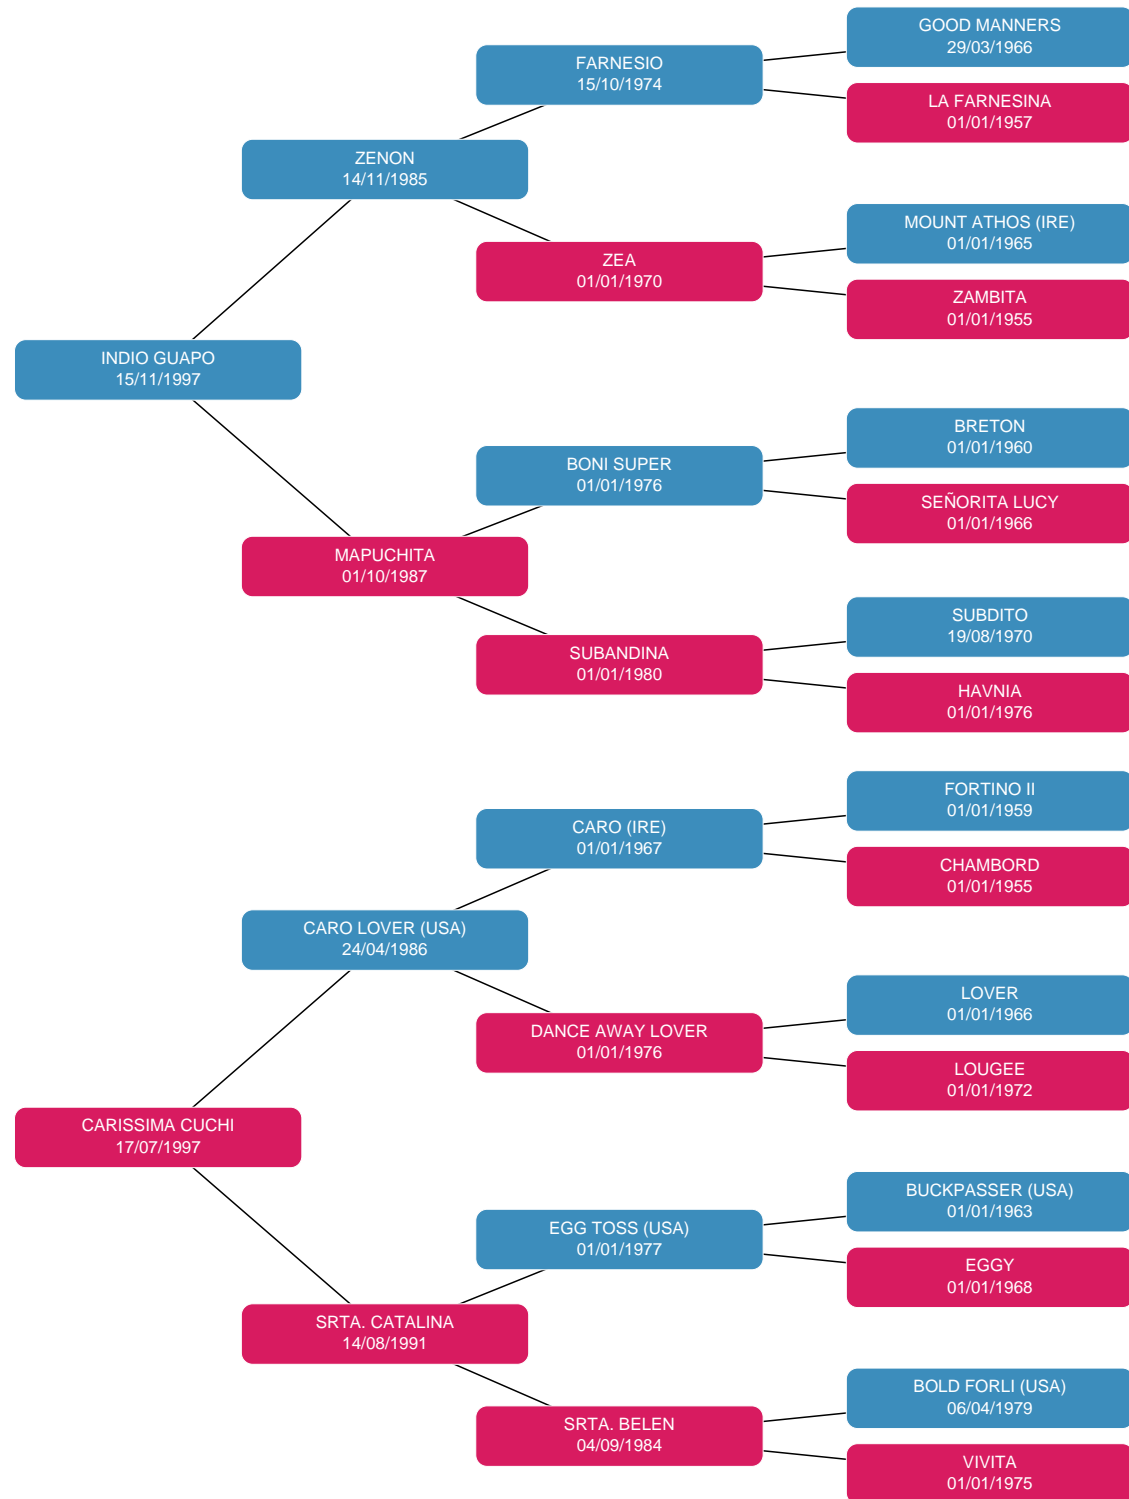 GOOD MANNERS
29/03/1966
FARNESIO
15/10/1974
LA FARNESINA
01/01/1957
ZENON
14/11/1985
MOUNT ATHOS (IRE)
01/01/1965
ZEA
01/01/1970
ZAMBITA
01/01/1955
INDIO GUAPO
15/11/1997
BRETON
01/01/1960
BONI SUPER
01/01/1976
SEÑORITA LUCY
01/01/1966
MAPUCHITA
01/10/1987
SUBDITO
19/08/1970
SUBANDINA
01/01/1980
HAVNIA
01/01/1976
FORTINO II
01/01/1959
CARO (IRE)
01/01/1967
CHAMBORD
01/01/1955
CARO LOVER (USA)
24/04/1986
LOVER
01/01/1966
DANCE AWAY LOVER
01/01/1976
LOUGEE
01/01/1972
CARISSIMA CUCHI
17/07/1997
BUCKPASSER (USA)
01/01/1963
EGG TOSS (USA)
01/01/1977
EGGY
01/01/1968
SRTA. CATALINA
14/08/1991
BOLD FORLI (USA)
06/04/1979
SRTA. BELEN
04/09/1984
VIVITA
01/01/1975